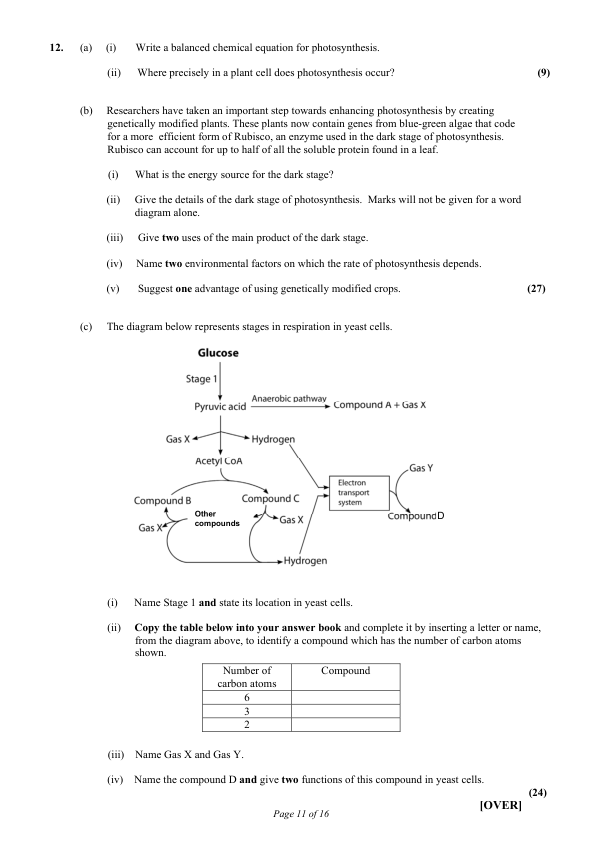 12. (a) (i) Write a balanced chemical equation for photosynthesis.
(ii) Where precisely in a plant cell does photosynthesis occur? (9)
(b) Researchers have taken an important step towards enhancing photosynthesis by creating
genetically modified plants. These plants now contain genes from blue-green algae that code
for a more efficient form of Rubisco, an enzyme used in the dark stage of photosynthesis.
Rubisco can account for up to half of all the soluble protein found in a leaf.
(i) What is the energy source for the dark stage?
(ii) Give the details of the dark stage of photosynthesis. Marks will not be given for a word
diagram alone.
(iii) Give two uses of the main product of the dark stage.
(iv) Name two environmental factors on which the rate of photosynthesis depends.
(v) Suggest one advantage of using genetically modified crops. (27)
(c) The diagram below represents stages in respiration in yeast cells.
Glucose
Stage 1
Pyruvic acid
Anaerobic pathway
Compound A + Gas X
Gas X
Hydrogen
Acetyl CoA
Gas Y
Electron
transport
system
Compound B
Compound C
Other
compounds
Gas X
Gas X
CompoundD
Hydrogen
(i) Name Stage 1 and state its location in yeast cells.
(ii) Copy the table below into your answer book and complete it by inserting a letter or name,
from the diagram above, to identify a compound which has the number of carbon atoms
shown.
Number of
carbon atoms
Compound
6
3
2
(iii) Name Gas X and Gas Y.
(iv) Name the compound D and give two functions of this compound in yeast cells.
(24)
[OVER]
Page 11 of 16